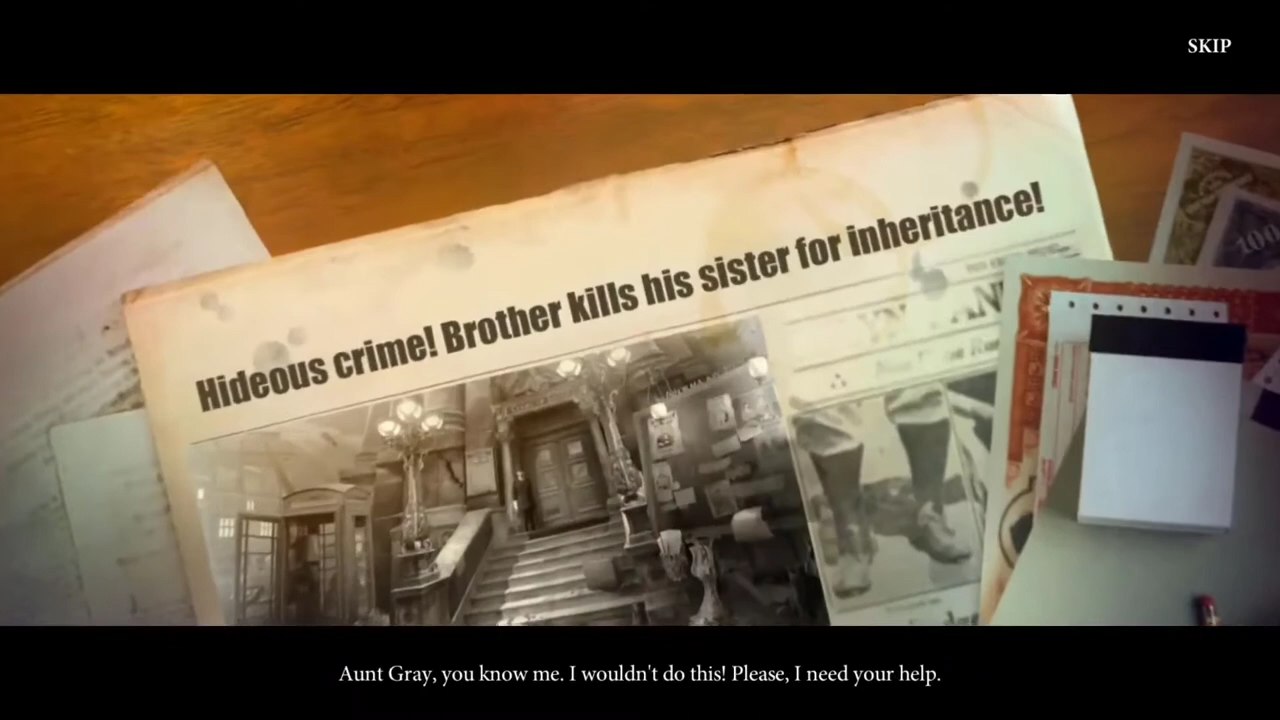 SKIP
Hideous crime! Brother kills his sister for inheritance!
100
Aunt Gray, you know me. I wouldn't do this! Please, I need your help.